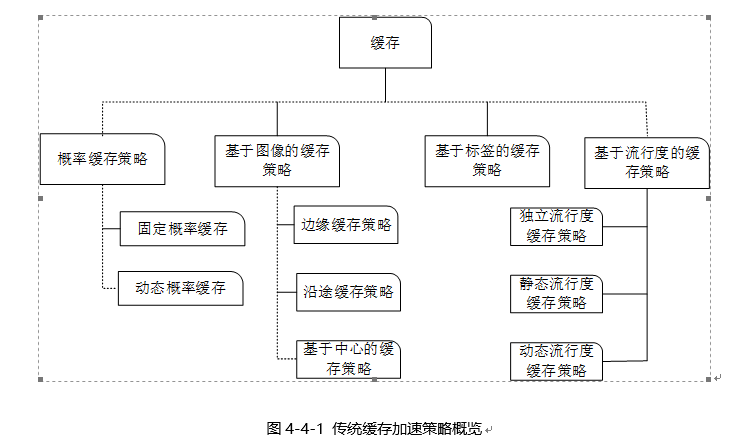 缓存
概率缓存策略
基于图像的缓存
策略
基于标签的缓存
策略
基于流行度的缓
存策略
固定概率缓存
动态概率缓存
边缘缓存策略
沿途缓存策略
基于中心的缓
存策略
独立流行度
缓存策略
静态流行度
缓存策略
动态流行度
缓存策略
图 4-4-1 传统缓存加速策略概览